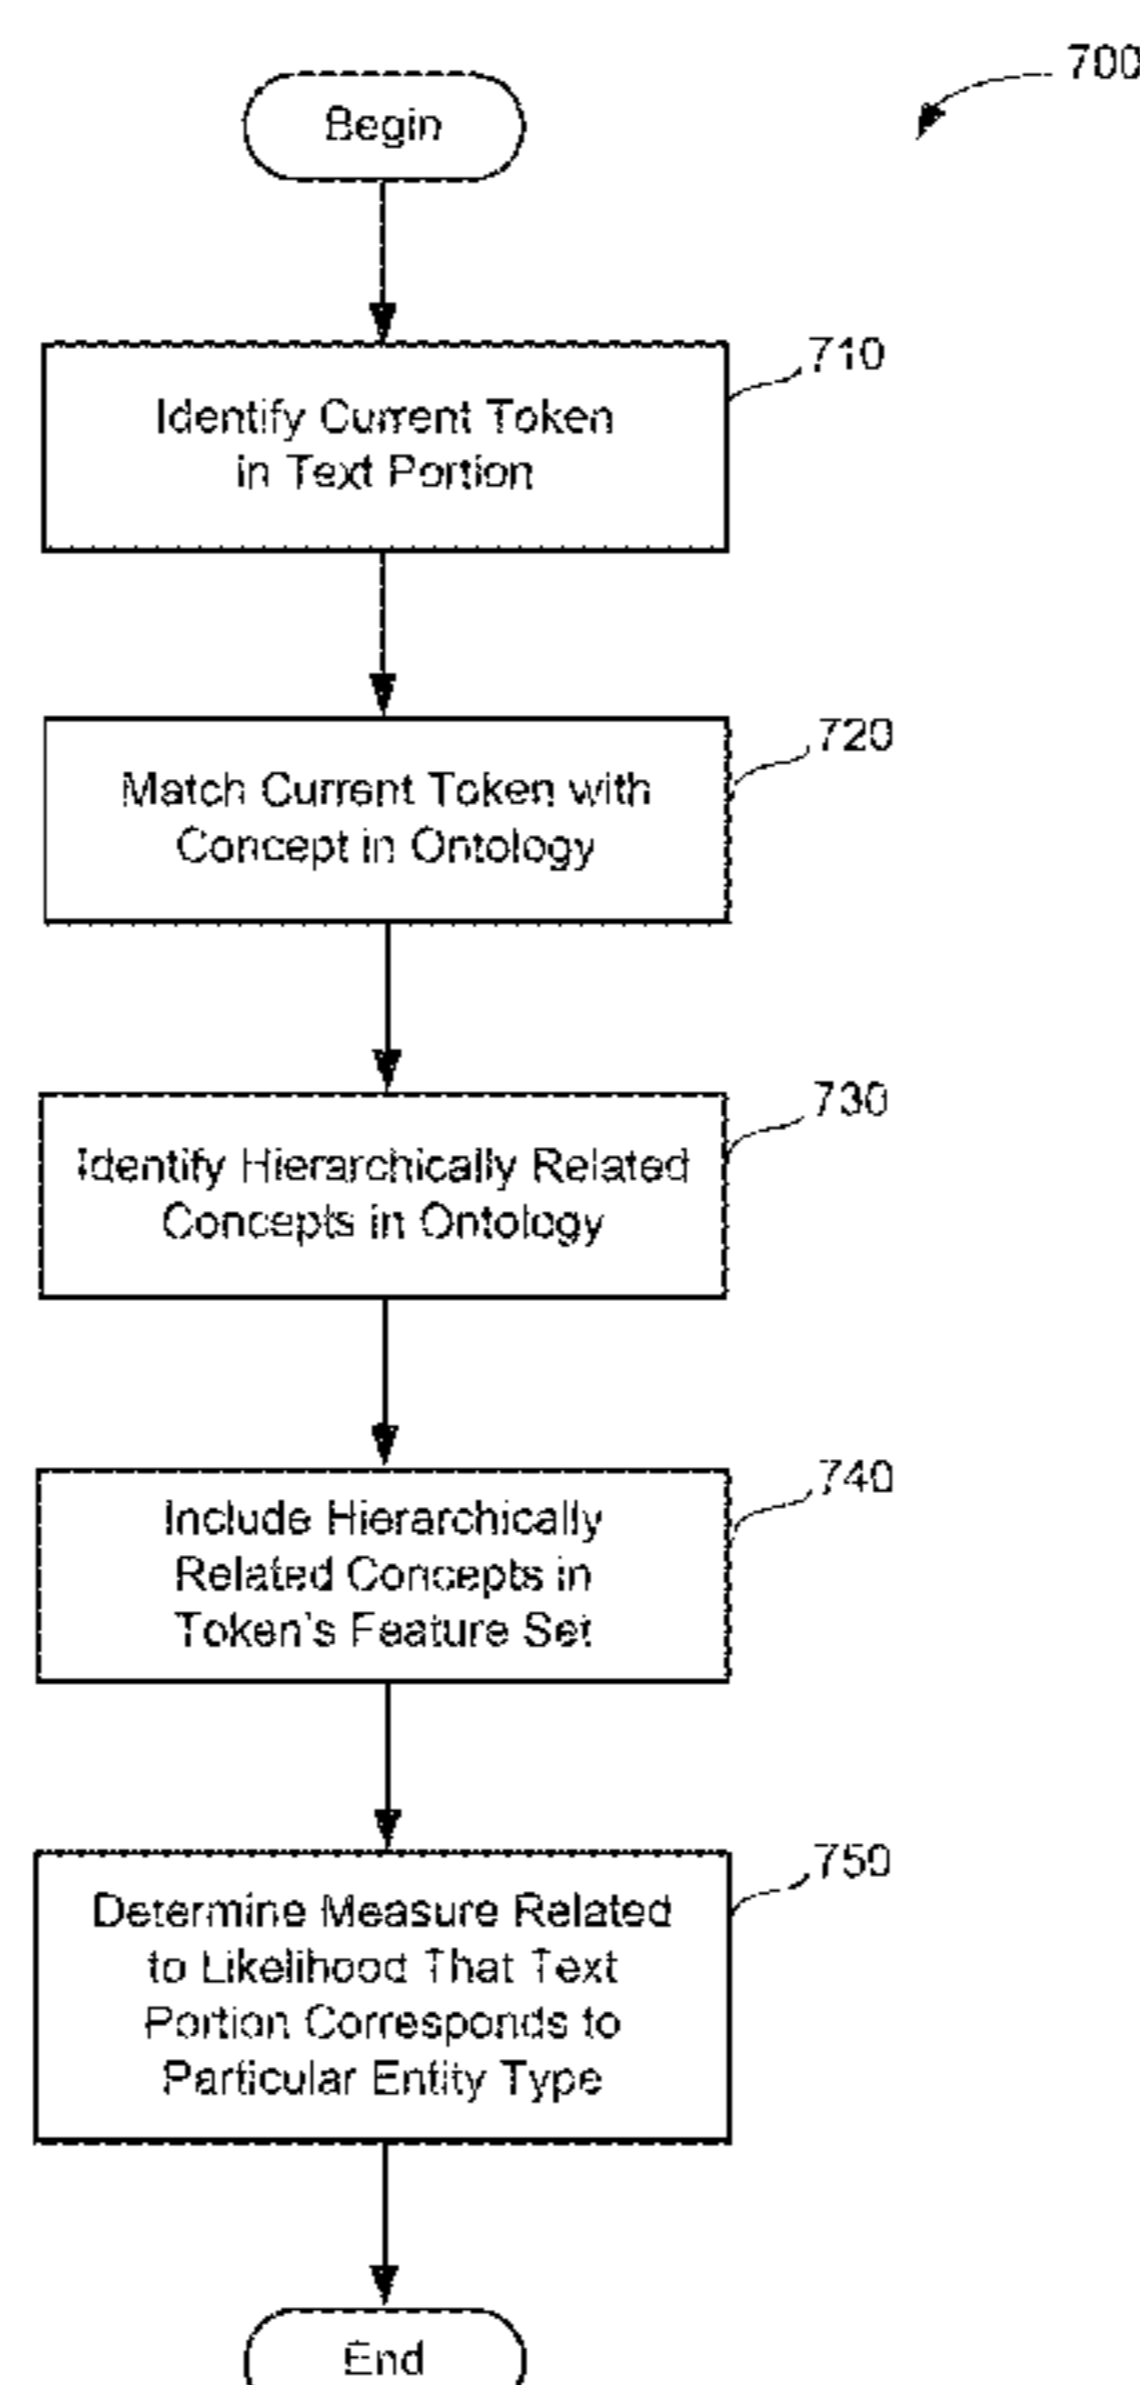 700
Begin
710
Identify Current Token
in Text Portion
720
Match Current Token with
Concept in Ontology
730
Identify Hierarchically Related
Concepts in Ontology
740
Include Hierarchically
Related Concepts in
Token's Feature Set
750
Determine Measure Related
to Likelihood That Text
Portion Corresponds to
Particular Entity Type
End